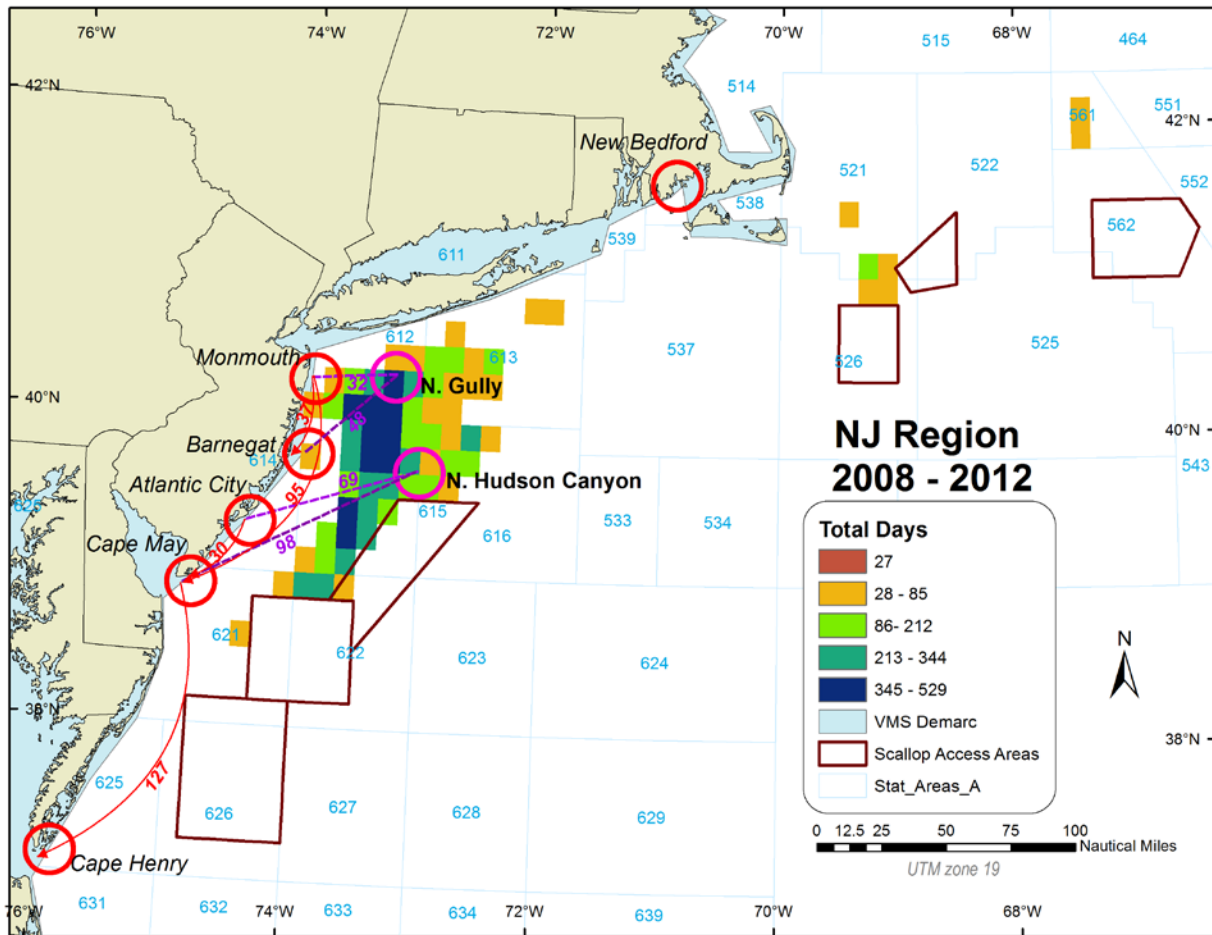 76°W
74°W
72°W
70°W
68°W
515
464
42°N
514
551
561
42°N
New Bedford
521
522
552
538
562
539
611
612
613
537
526
525
Monmouth
32
N. Gully
40°N
37
48
40°N
Barnegat
614
NJ Region
2008 - 2012
543
Atlantic City
69
N. Hudson Canyon
95
615
533
534
616
Cape May
30
98
Total Days
27
28 - 85
86- 212
213 - 344
345 - 529
VMS Demarc
Scallop Access Areas
Stat_Areas_A
621
622
623
624
N
38°N
38°N
127
625
626
627
628
629
0 12.5 25 50 75 100
Nautical Miles
UTM zone 19
Cape Henry
76°W
631
632
74°W
633
634
72°W
639
70°W
68°W